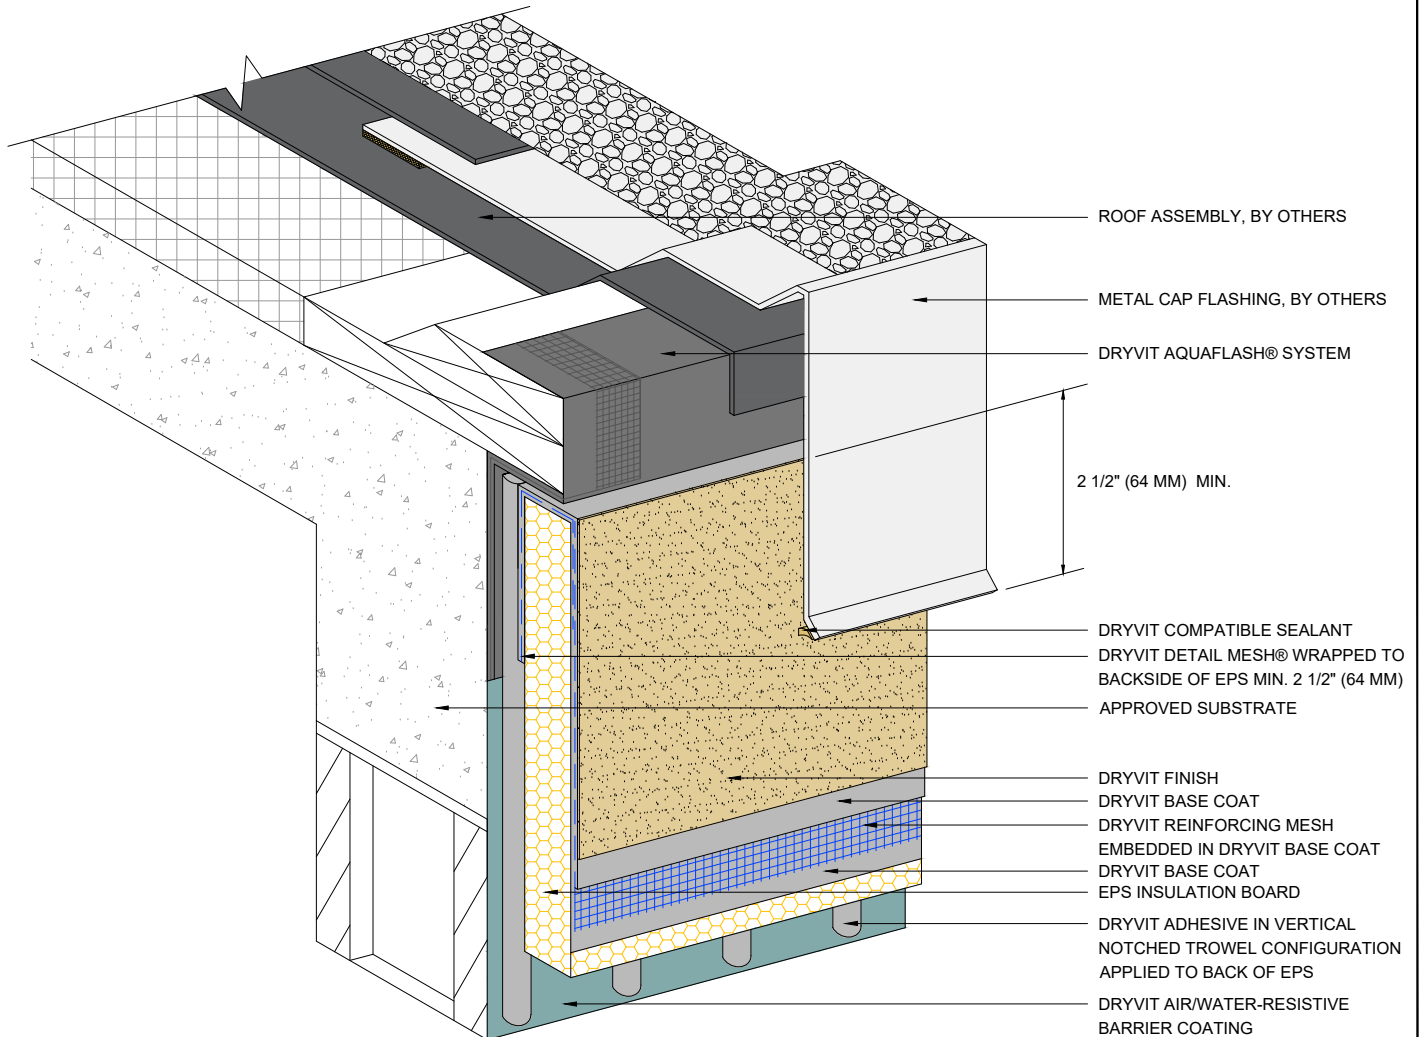 ROOF ASSEMBLY, BY OTHERS
METAL CAP FLASHING, BY OTHERS
DRYVIT AQUAFLASH® SYSTEM
2 1/2" (64 MM) MIN.
DRYVIT COMPATIBLE SEALANT
DRYVIT DETAIL MESH® WRAPPED TO
BACKSIDE OF EPS MIN. 2 1/2" (64 MM)
APPROVED SUBSTRATE
DRYVIT FINISH
DRYVIT BASE COAT
DRYVIT REINFORCING MESH
EMBEDDED IN DRYVIT BASE COAT
DRYVIT BASE COAT
EPS INSULATION BOARD
DRYVIT ADHESIVE IN VERTICAL
NOTCHED TROWEL CONFIGURATION
APPLIED TO BACK OF EPS
DRYVIT AIR/WATER-RESISTIVE
BARRIER COATING